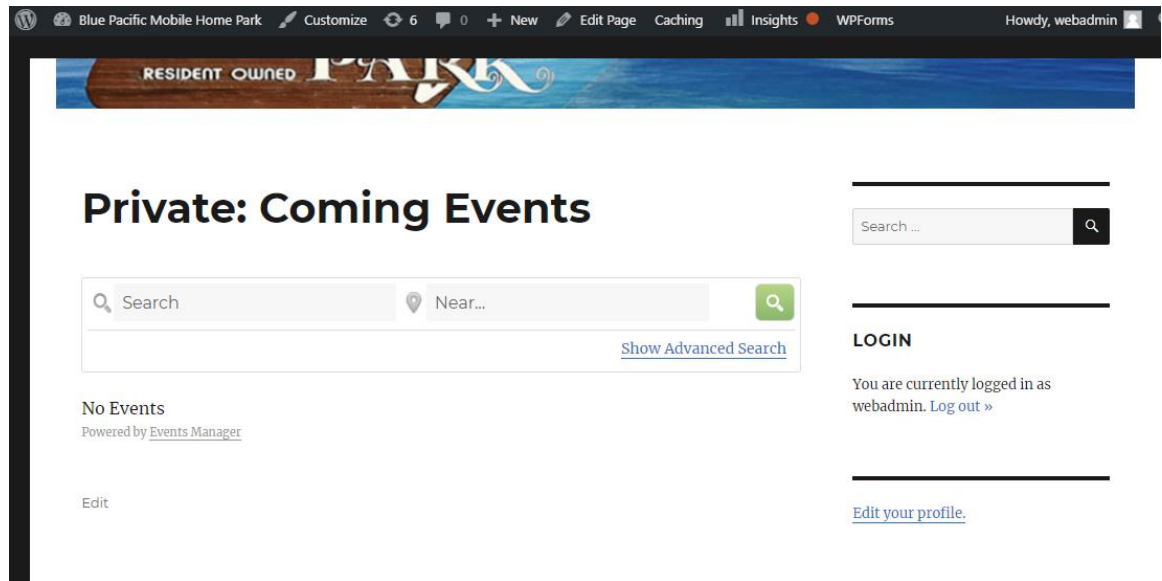 Blue Pacific Mobile Home Park Customize 6 0 + New Edit Page Caching Insights WPForms Howdy, webadmin
RESIDENT OWNED PARK
Private: Coming Events
Search ...
Search Near...
Show Advanced Search
No Events
Powered by Events Manager
Edit
LOGIN
You are currently logged in as
webadmin. Log out »
Edit your profile.